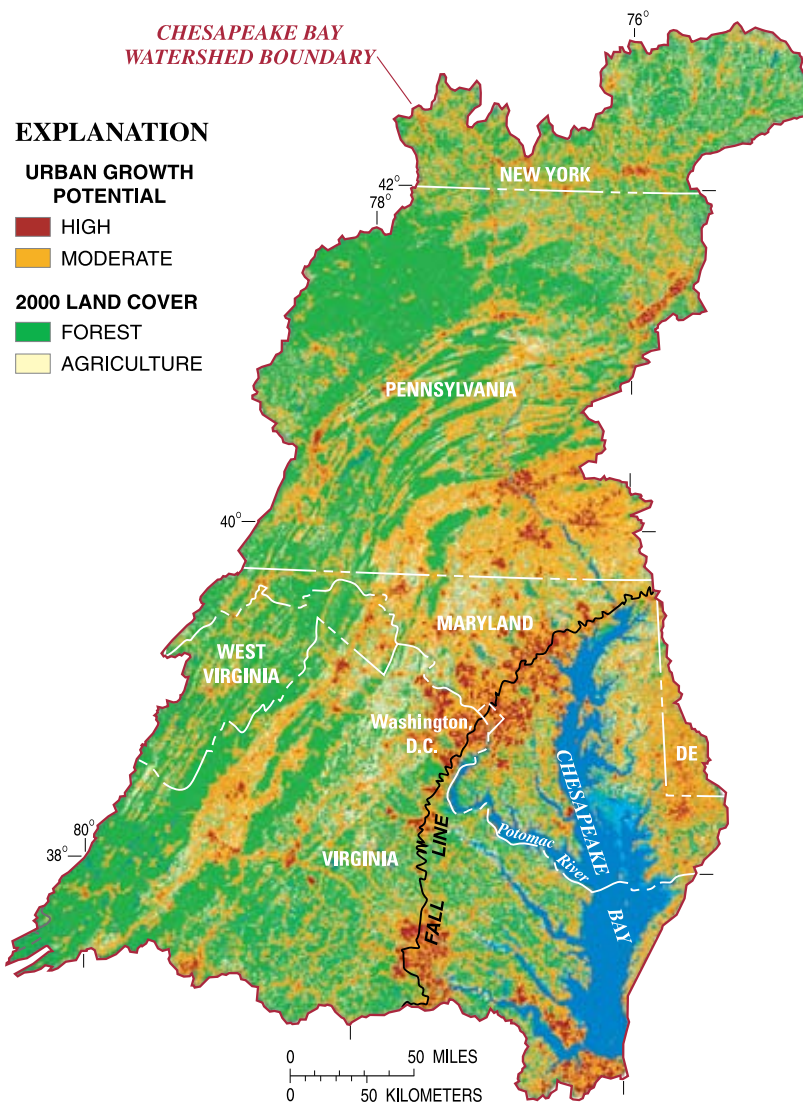 CHESAPEAKE BAY
WATERSHED BOUNDARY
76°
EXPLANATION
URBAN GROWTH
POTENTIAL
HIGH
MODERATE
2000 LAND COVER
FOREST
AGRICULTURE
42°
78°
NEW YORK
PENNSYLVANIA
40°
MARYLAND
WEST
VIRGINIA
Washington,
D.C.
DE
CHESAPEAKE
BAY
Potomac River
80°
38°
VIRGINIA
FALL LINE
0 50 MILES
0 50 KILOMETERS